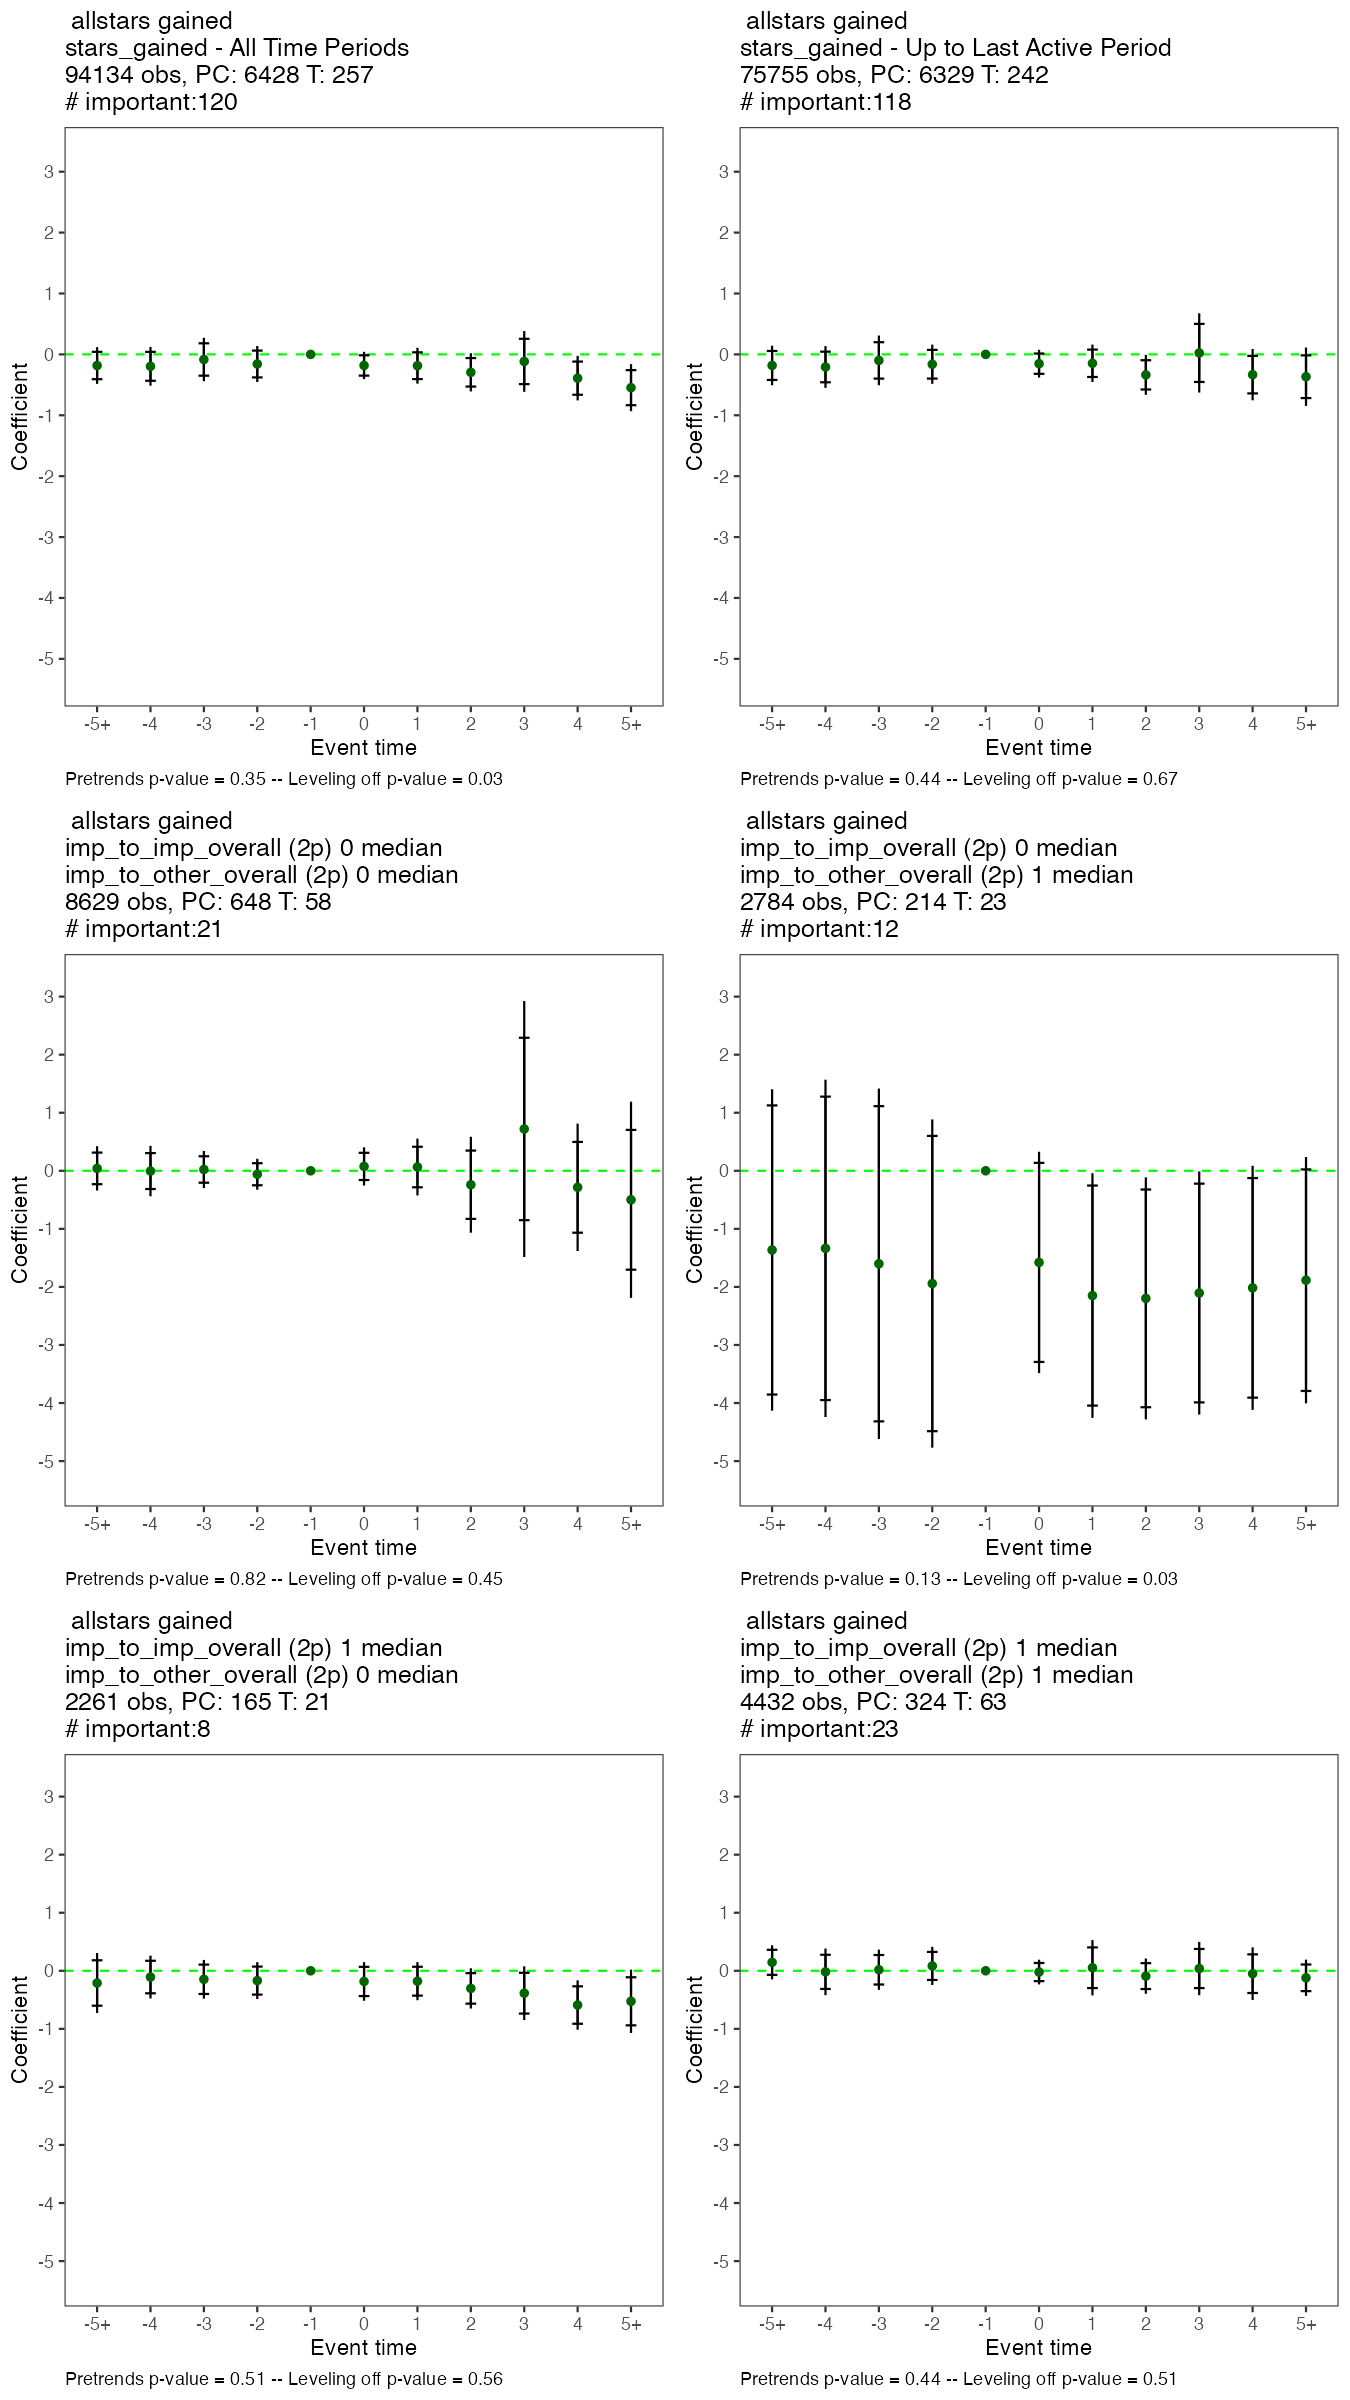 allstars gained
stars_gained - All Time Periods
94134 obs, PC: 6428 T: 257
# important:120
3
2
1
0
-1
-2
-3
-4
-5
Coefficient
-5+ -4 -3 -2 -1 0 1 2 3 4 5+
Event time
Pretrends p-value = 0.35 -- Leveling off p-value = 0.03
allstars gained
stars_gained - Up to Last Active Period
75755 obs, PC: 6329 T: 242
# important:118
3
2
1
0
-1
-2
-3
-4
-5
Coefficient
-5+ -4 -3 -2 -1 0 1 2 3 4 5+
Event time
Pretrends p-value = 0.44 -- Leveling off p-value = 0.67
allstars gained
imp_to_imp_overall (2p) 0 median
imp_to_other_overall (2p) 0 median
8629 obs, PC: 648 T: 58
# important:21
3
2
1
0
-1
-2
-3
-4
-5
Coefficient
-5+ -4 -3 -2 -1 0 1 2 3 4 5+
Event time
Pretrends p-value = 0.82 -- Leveling off p-value = 0.45
allstars gained
imp_to_imp_overall (2p) 0 median
imp_to_other_overall (2p) 1 median
2784 obs, PC: 214 T: 23
# important:12
3
2
1
0
-1
-2
-3
-4
-5
Coefficient
-5+ -4 -3 -2 -1 0 1 2 3 4 5+
Event time
Pretrends p-value = 0.13 -- Leveling off p-value = 0.03
allstars gained
imp_to_imp_overall (2p) 1 median
imp_to_other_overall (2p) 0 median
2261 obs, PC: 165 T: 21
# important:8
3
2
1
0
-1
-2
-3
-4
-5
Coefficient
-5+ -4 -3 -2 -1 0 1 2 3 4 5+
Event time
Pretrends p-value = 0.51 -- Leveling off p-value = 0.56
allstars gained
imp_to_imp_overall (2p) 1 median
imp_to_other_overall (2p) 1 median
4432 obs, PC: 324 T: 63
# important:23
3
2
1
0
-1
-2
-3
-4
-5
Coefficient
-5+ -4 -3 -2 -1 0 1 2 3 4 5+
Event time
Pretrends p-value = 0.44 -- Leveling off p-value = 0.51